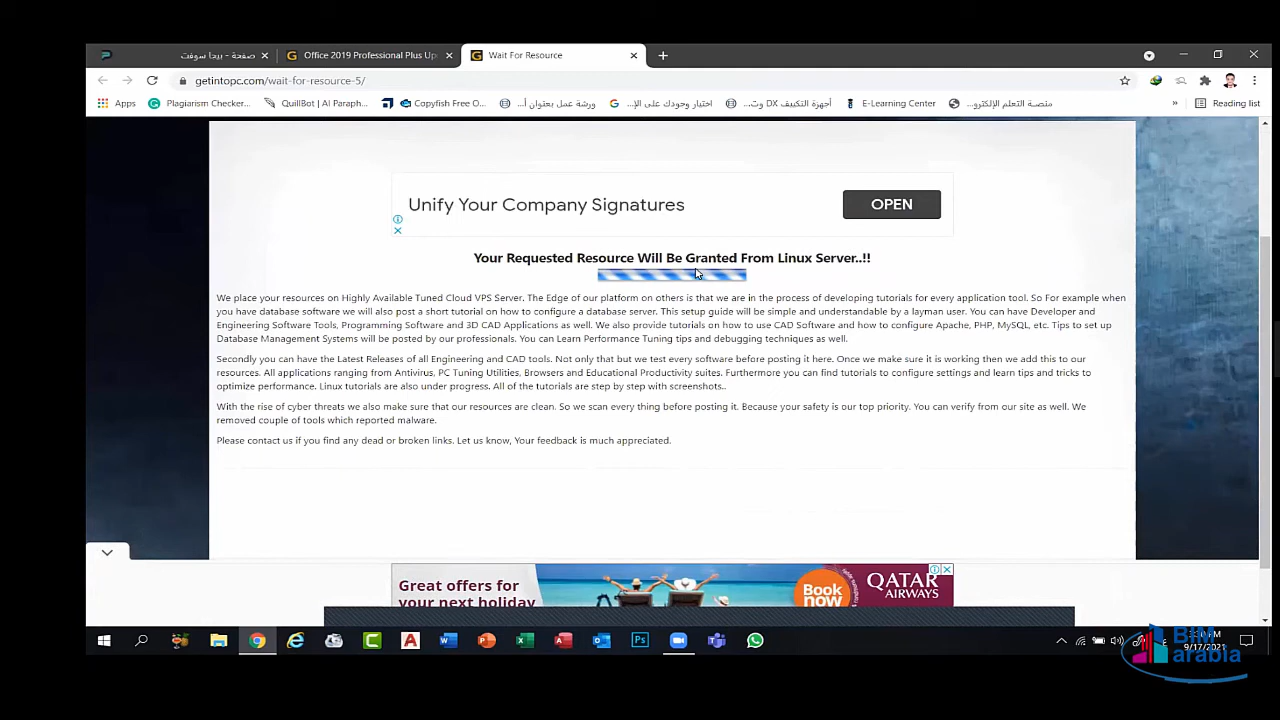 صفحة - بيجا سوفت
Office 2019 Professional Plus Up
Wait For Resource
getintopc.com/wait-for-resource-5/
Apps
Plagiarism Checker...
QuillBot | AI Paraph...
Copyfish Free O...
ورشة عمل بعنوان أ...
اختبار وجودك على الإ...
أجهزة التكييف DX وت...
E-Learning Center
منصة التعلم الإلكترو...
»
Reading list
Unify Your Company Signatures
OPEN
Your Requested Resource Will Be Granted From Linux Server..!!
We place your resources on Highly Available Tuned Cloud VPS Server. The Edge of our platform on others is that we are in the process of developing tutorials for every application tool. So For example when
you have database software we will also post a short tutorial on how to configure a database server. This setup guide will be simple and understandable by a layman user. You can have Developer and
Engineering Software Tools, Programming Software and 3D CAD Applications as well. We also provide tutorials on how to use CAD Software and how to configure Apache, PHP, MySQL, etc. Tips to set up
Database Management Systems will be posted by our professionals. You can Learn Performance Tuning tips and debugging techniques as well.
Secondly you can have the Latest Releases of all Engineering and CAD tools. Not only that but we test every software before posting it here. Once we make sure it is working then we add this to our
resources. All applications ranging from Antivirus, PC Tuning Utilities, Browsers and Educational Productivity suites. Furthermore you can find tutorials to configure settings and learn tips and tricks to
optimize performance. Linux tutorials are also under progress. All of the tutorials are step by step with screenshots..
With the rise of cyber threats we also make sure that our resources are clean. So we scan every thing before posting it. Because your safety is our top priority. You can verify from our site as well. We
removed couple of tools which reported malware.
Please contact us if you find any dead or broken links. Let us know, Your feedback is much appreciated.
Great offers for
your next holiday
Book
now
QATAR
AIRWAYS
9/17/2021
BIM
arabia